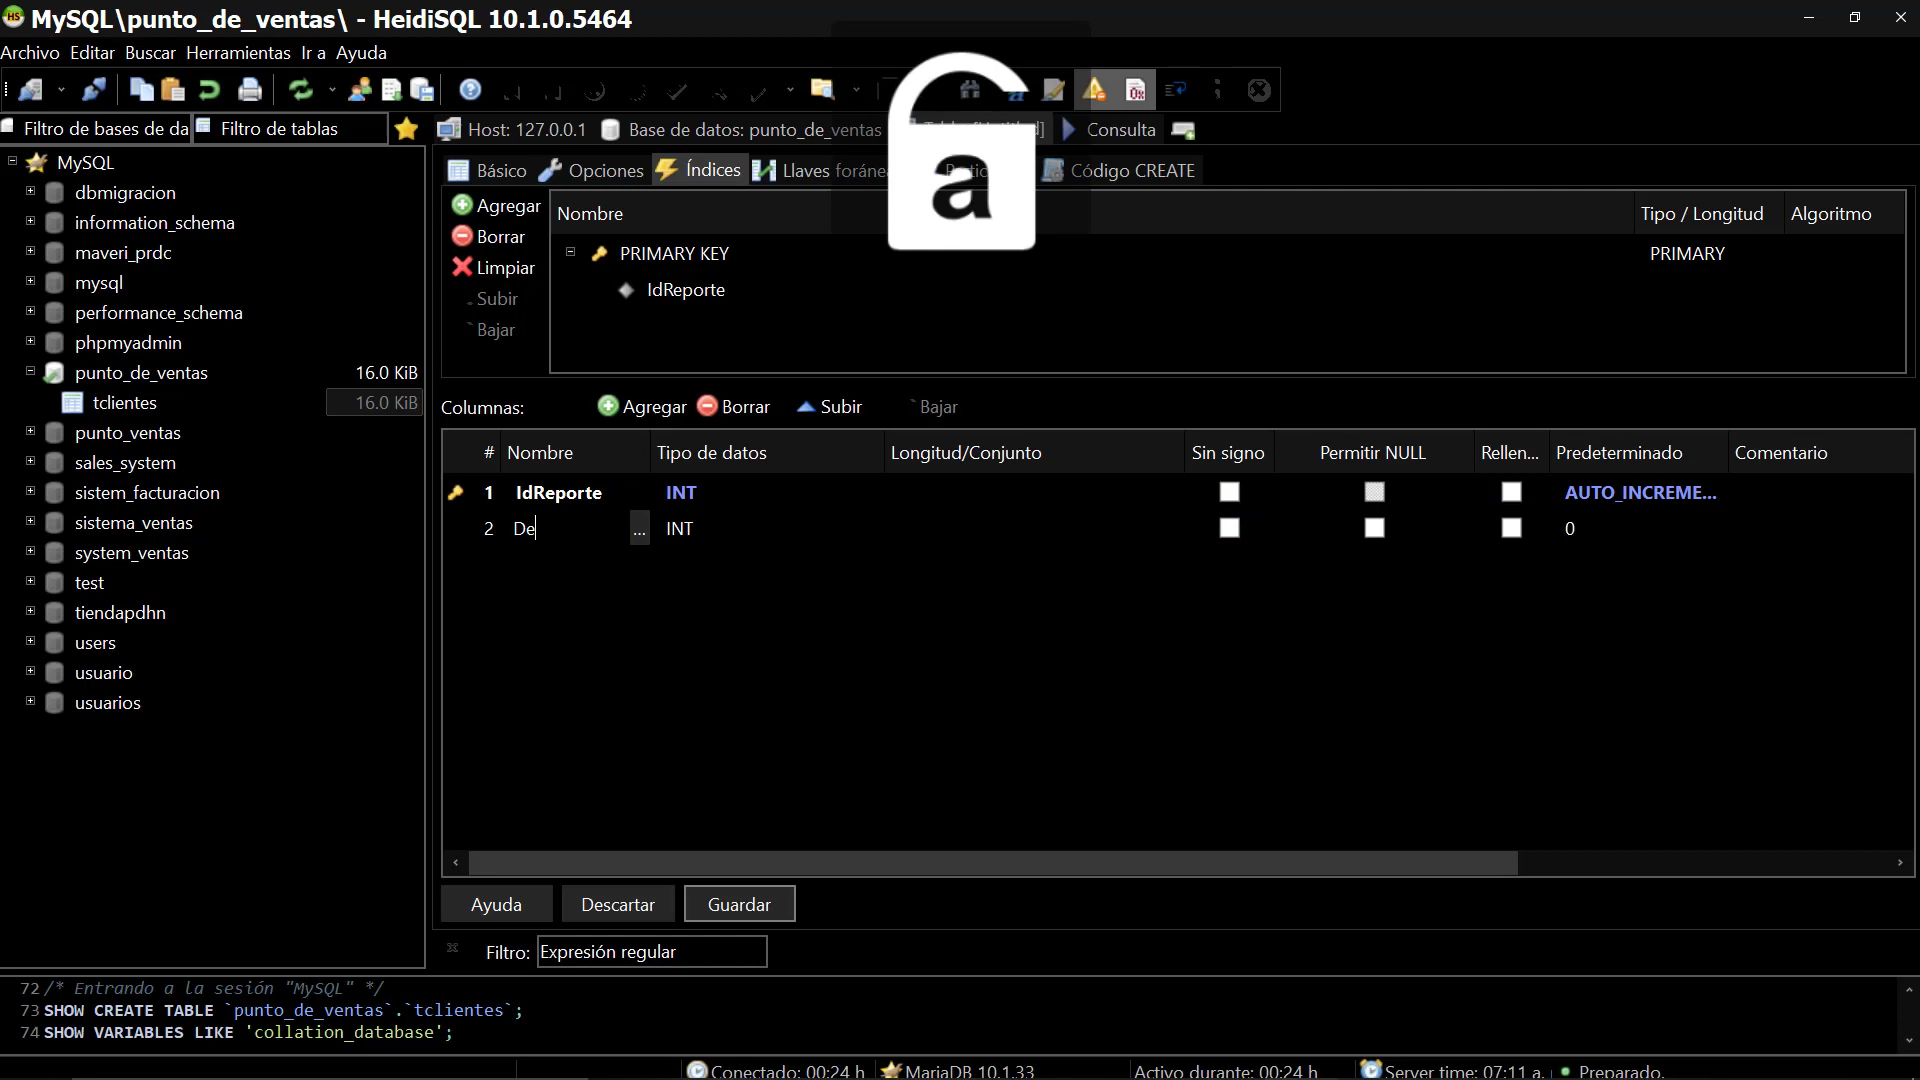 MySQL\punto_de_ventas\ - HeidiSQL 10.1.0.5464
Archivo Editar Buscar Herramientas Ir a Ayuda
Filtro de bases de da
Filtro de tablas
Host: 127.0.0.1
Base de datos: punto_de_ventas
Consulta
a
Básico
Opciones
Índices
Llaves foráne
Código CREATE
Agregar
Borrar
Limpiar
Subir
Bajar
Nombre Tipo / Longitud Algoritmo
PRIMARY KEY PRIMARY
IdReporte
MySQL
dbmigracion
information_schema
maveri_prdc
mysql
performance_schema
phpmyadmin
punto_de_ventas 16.0 KiB
tclientes 16.0 KiB
punto_ventas
sales_system
sistem_facturacion
sistema_ventas
system_ventas
test
tiendapdhn
users
usuario
usuarios
Columnas: Agregar Borrar Subir Bajar
# Nombre Tipo de datos Longitud/Conjunto Sin signo Permitir NULL Rellen... Predeterminado Comentario
1 IdReporte INT AUTO_INCREME...
2 De ... INT 0
Ayuda Descartar Guardar
Filtro: Expresión regular
72 /* Entrando a la sesión "MySQL" */
73 SHOW CREATE TABLE `punto_de_ventas`.`tclientes`;
74 SHOW VARIABLES LIKE 'collation_database';
Conectado: 00:24 h
MariaDB 10.1.33
Activo durante: 00:24 h
Server time: 07:11 a.
Preparado.